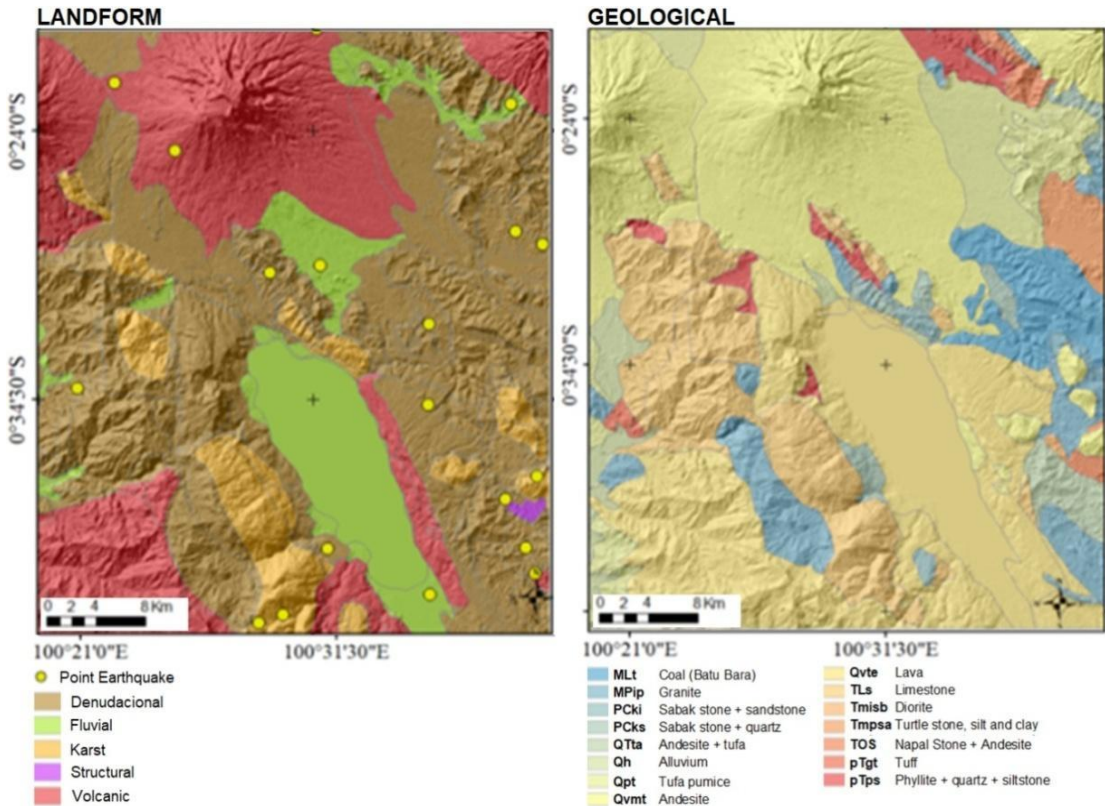 LANDFORM
GEOLOGICAL
0°24'0"S
0°34'30"S
0 2 4 8 Km
100°21'0"E
100°31'30"E
0°24'0"S
0°34'30"S
0 2 4 8 Km
100°21'0"E
100°31'30"E
Point Earthquake
Denudacional
Fluvial
Karst
Structural
Volcanic
MLt Coal (Batu Bara)
MPip Granite
PCki Sabak stone + sandstone
PCks Sabak stone + quartz
QTta Andesite + tufa
Qh Alluvium
Qpt Tufa pumice
Qvmt Andesite
Qvte Lava
TLs Limestone
Tmisb Diorite
Tmpsa Turtle stone, silt and clay
TOS Napal Stone + Andesite
pTgt Tuff
pTps Phyllite + quartz + siltstone